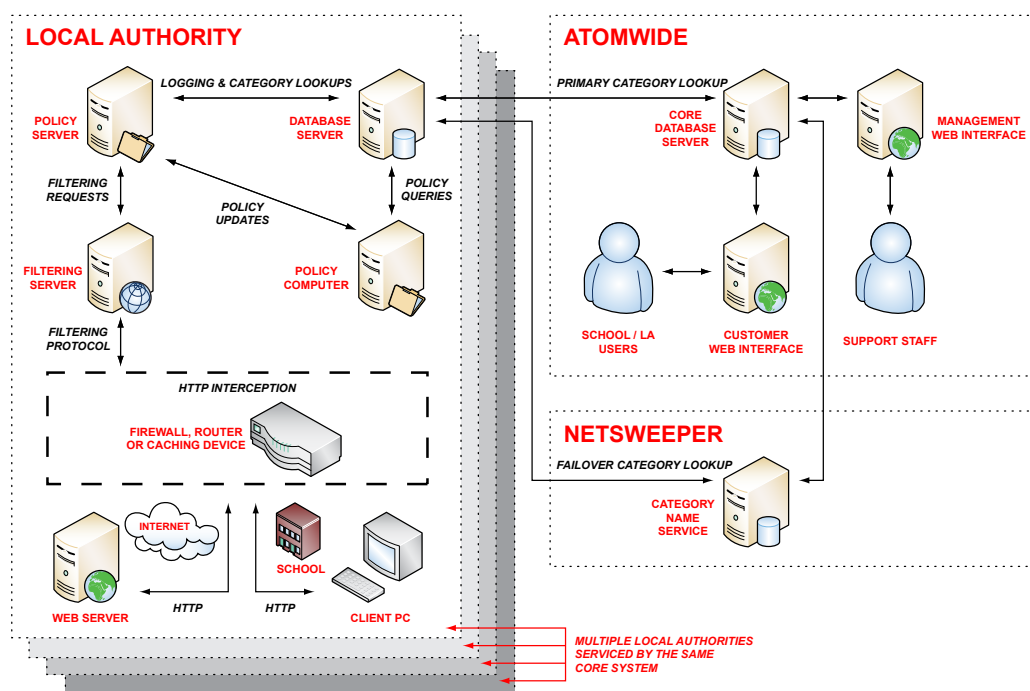 LOCAL AUTHORITY
LOGGING & CATEGORY LOOKUPS
POLICY
SERVER
DATABASE
SERVER
FILTERING
REQUESTS
POLICY
UPDATES
POLICY
QUERIES
FILTERING
SERVER
POLICY
COMPUTER
FILTERING
PROTOCOL
HTTP INTERCEPTION
FIREWALL, ROUTER
OR CACHING DEVICE
INTERNET
SCHOOL
WEB SERVER
HTTP
HTTP
CLIENT PC
MULTIPLE LOCAL AUTHORITIES
SERVICED BY THE SAME
CORE SYSTEM
ATOMWIDE
PRIMARY CATEGORY LOOKUP
CORE
DATABASE
SERVER
MANAGEMENT
WEB INTERFACE
SCHOOL / LA
USERS
CUSTOMER
WEB INTERFACE
SUPPORT STAFF
NETSWEEPER
FAILOVER CATEGORY LOOKUP
CATEGORY
NAME
SERVICE